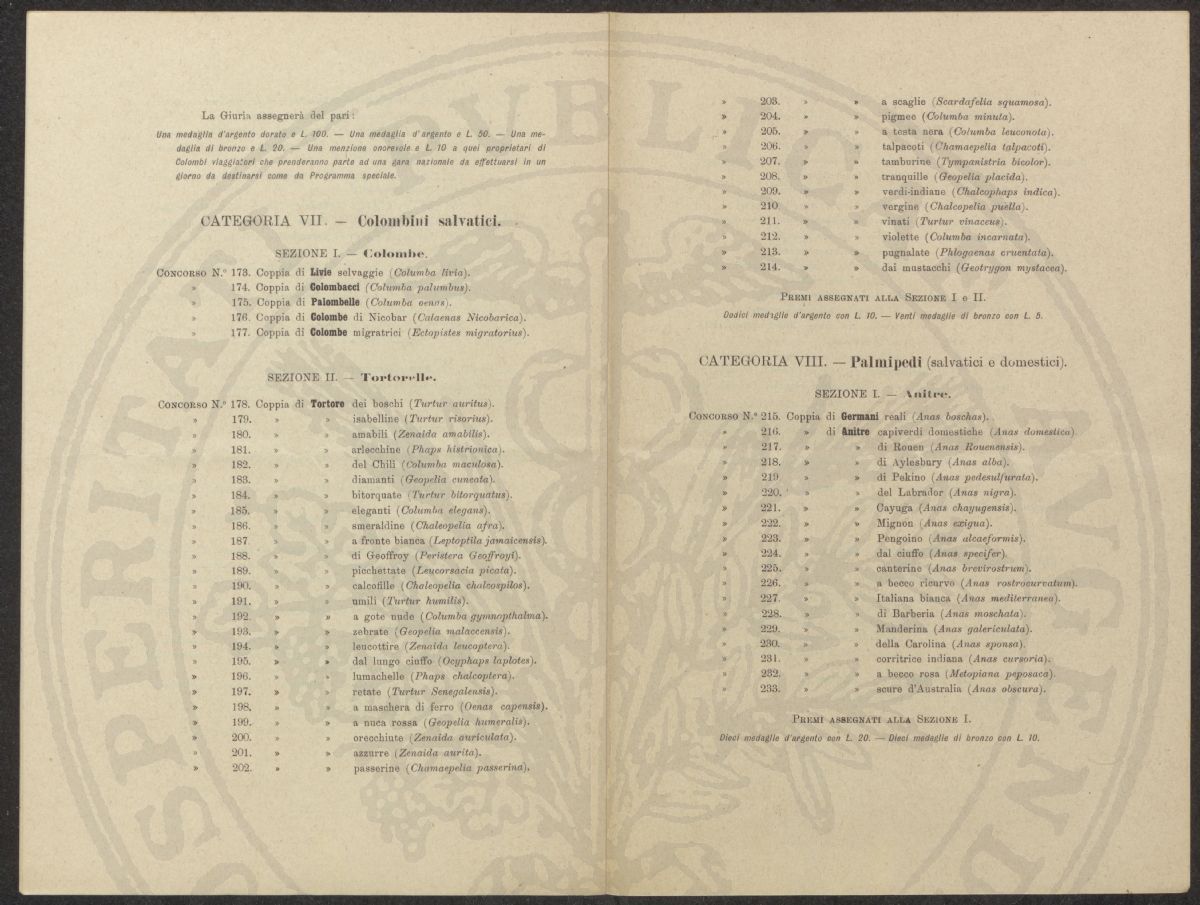 La Giuria assegnerà del pari:
Una medaglia d'argento dorato e L. 100. — Una medaglia d'argento e L. 50. — Una me-
daglia di bronzo e L. 20. — Una menzione onorevole e L. 10 a quei proprietari di
Colombi viaggiatori che prenderanno parte ad una gara nazionale da effettuarsi in un
giorno da destinarsi come da Programma speciale.
CATEGORIA VII. — Colombini salvatici.
SEZIONE I. — Colombe.
CONCORSO N.º 173. Coppia di Livie selvaggie (Columba livia).
» 174. Coppia di Colombacci (Columba palumbus).
» 175. Coppia di Palombelle (Columba oenas).
» 176. Coppia di Colombe di Nicobar (Calaenas Nicobarica).
» 177. Coppia di Colombe migratrici (Ectopistes migratorius).
SEZIONE II. — Tortorelle.
CONCORSO N.º 178. Coppia di Tortore dei boschi (Turtur auritus).
» 179. » » isabelline (Turtur risorius).
» 180. » » amabili (Zenaida amabilis).
» 181. » » arlecchine (Phaps histrionica).
» 182. » » del Chili (Columba maculosa).
» 183. » » diamanti (Geopelia cuneata).
» 184. » » bitorquate (Turtur bitorquatus).
» 185. » » eleganti (Columba elegans).
» 186. » » smeraldine (Chaleopelia afra).
» 187. » » a fronte bianca (Leptoptila jamaicensis).
» 188. » » di Geoffroy (Peristera Geoffroyi).
» 189. » » picchettate (Leucorsacia picata).
» 190. » » calcofille (Chaleopelia chalcospilos).
» 191. » » umili (Turtur humilis).
» 192. » » a gote nude (Columba gymnopthalma).
» 193. » » zebrate (Geopelia malaccensis).
» 194. » » leucottire (Zenaida leucoptera).
» 195. » » dal lungo ciuffo (Ocyphaps laplotes).
» 196. » » lumachelle (Phaps chalcoptera).
» 197. » » retate (Turtur Senegalensis).
» 198. » » a maschera di ferro (Oenas capensis).
» 199. » » a nuca rossa (Geopelia humeralis).
» 200. » » orecchiute (Zenaida auriculata).
» 201. » » azzurre (Zenaida aurita).
» 202. » » passerine (Chamaepelia passerina).
» 203. » » a scaglie (Scardafelia squamosa).
» 204. » » pigmee (Columba minuta).
» 205. » » a testa nera (Columba leuconota).
» 206. » » talpacoti (Chamaepelia talpacoti).
» 207. » » tamburine (Tympanistria bicolor).
» 208. » » tranquille (Geopelia placida).
» 209. » » verdi-indiane (Chalcophaps indica).
» 210 » » vergine (Chalcopelia puella).
» 211. » » vinati (Turtur vinaceus).
» 212. » » violette (Columba incarnata).
» 213. » » pugnalate (Phlogoenas cruentata).
» 214. » » dai mustacchi (Geotrygon mystacea).
PREMI ASSEGNATI ALLA SEZIONE I e II.
Dodici medaglie d'argento con L. 10. — Venti medaglie di bronzo con L. 5.
CATEGORIA VIII. — Palmipedi (salvatici e domestici).
SEZIONE I. — Anitre.
CONCORSO N.º 215. Coppia di Germani reali (Anas boschas).
» 216. » di Anitre capiverdi domestiche (Anas domestica)
» 217. » » di Rouen (Anas Rouenensis).
» 218. » » di Aylesbury (Anas alba).
» 219. » » di Pekino (Anas pedesulfurata).
» 220. » » del Labrador (Anas nigra).
» 221. » » Cayuga (Anas chayugensis).
» 222. » » Mignon (Anas exigua).
» 223. » » Pengoino (Anas alcaeformis).
» 224. » » dal ciuffo (Anas specifer).
» 225. » » canterine (Anas brevirostrum).
» 226. » » a becco ricurvo (Anas rostrocurvatum).
» 227. » » Italiana bianca (Anas mediterranea).
» 228. » » di Barberia (Anas moschata).
» 229. » » Manderina (Anas galericulata).
» 230. » » della Carolina (Anas sponsa).
» 231. » » corritrice indiana (Anas cursoria).
» 232. » » a becco rosa (Metopiana peposaca).
» 233. » » scure d'Australia (Anas obscura).
PREMI ASSEGNATI ALLA SEZIONE I.
Dieci medaglie d'argento con L. 20. — Dieci medaglie di bronzo con L. 10.